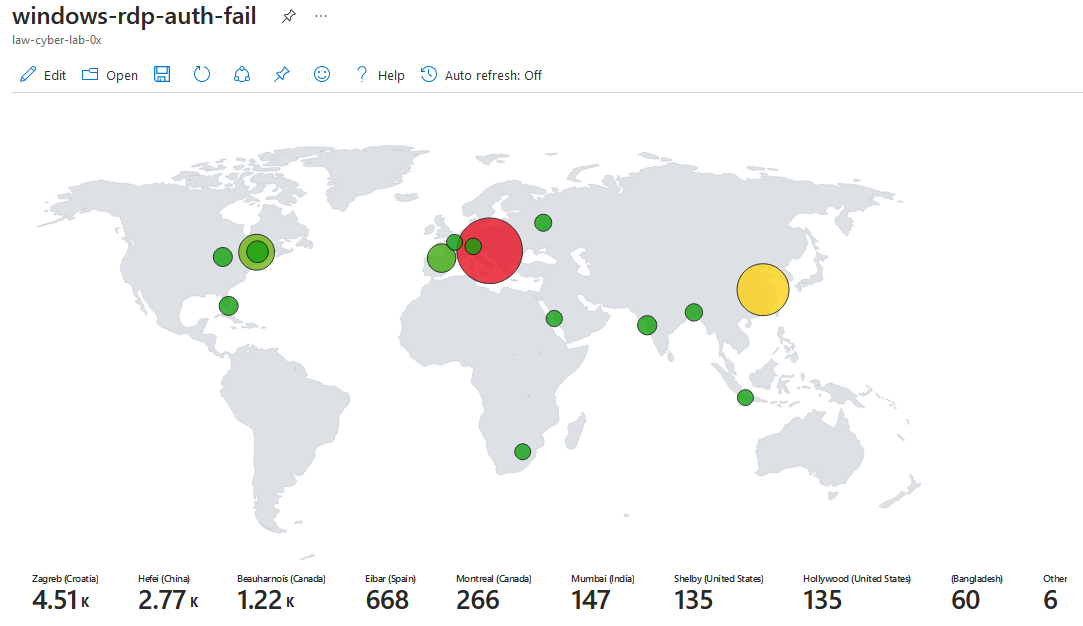 windows-rdp-auth-fail
law-cyber-lab-0x
Edit Open Help Auto refresh: Off
Zagreb (Croatia) Hefei (China) Beauharnois (Canada) Eibar (Spain) Montreal (Canada) Mumbai (India) Shelby (United States) Hollywood (United States) (Bangladesh) Other
4.51 K 2.77 K 1.22 K 668 266 147 135 135 60 6